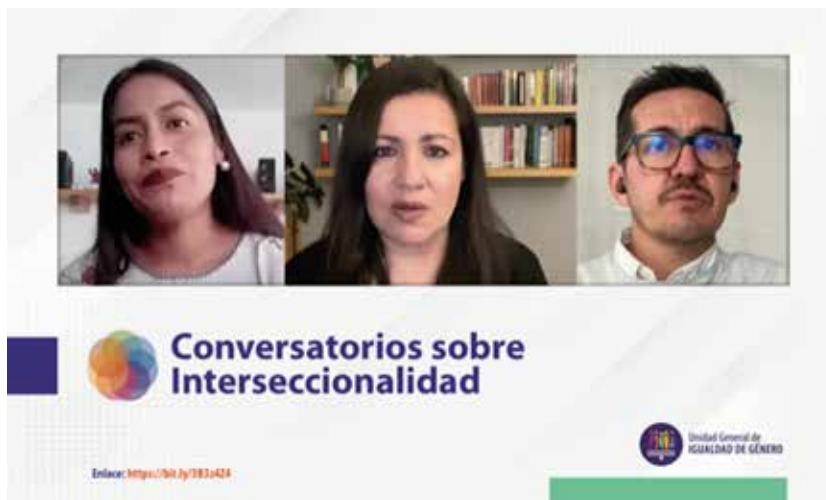 Conversatorios sobre
Interseccionalidad
Unidad General de
IGUALDAD DE GÉNERO
Enlace: https://bit.ly/3B3z424